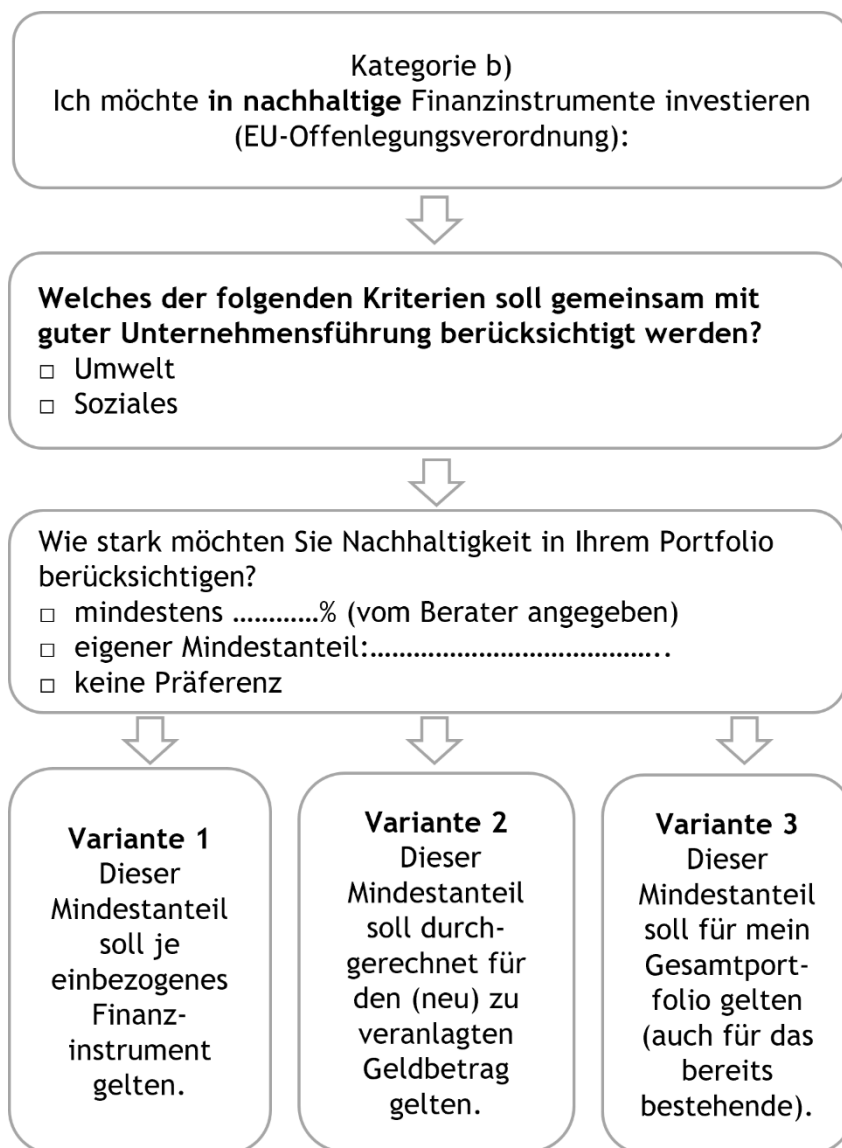 Kategorie b)
Ich möchte in nachhaltige Finanzinstrumente investieren
(EU-Offenlegungsverordnung):
Welches der folgenden Kriterien soll gemeinsam mit
guter Unternehmensführung berücksichtigt werden?
□ Umwelt
□ Soziales
Wie stark möchten Sie Nachhaltigkeit in Ihrem Portfolio
berücksichtigen?
□ mindestens …………% (vom Berater angegeben)
□ eigener Mindestanteil:…………………………………..
□ keine Präferenz
Variante 1
Dieser
Mindestanteil
soll je
einbezogenes
Finanz-
instrument
gelten.
Variante 2
Dieser
Mindestanteil
soll durch-
gerechnet für
den (neu) zu
veranlagten
Geldbetrag
gelten.
Variante 3
Dieser
Mindestanteil
soll für mein
Gesamtport-
folio gelten
(auch für das
bereits
bestehende).